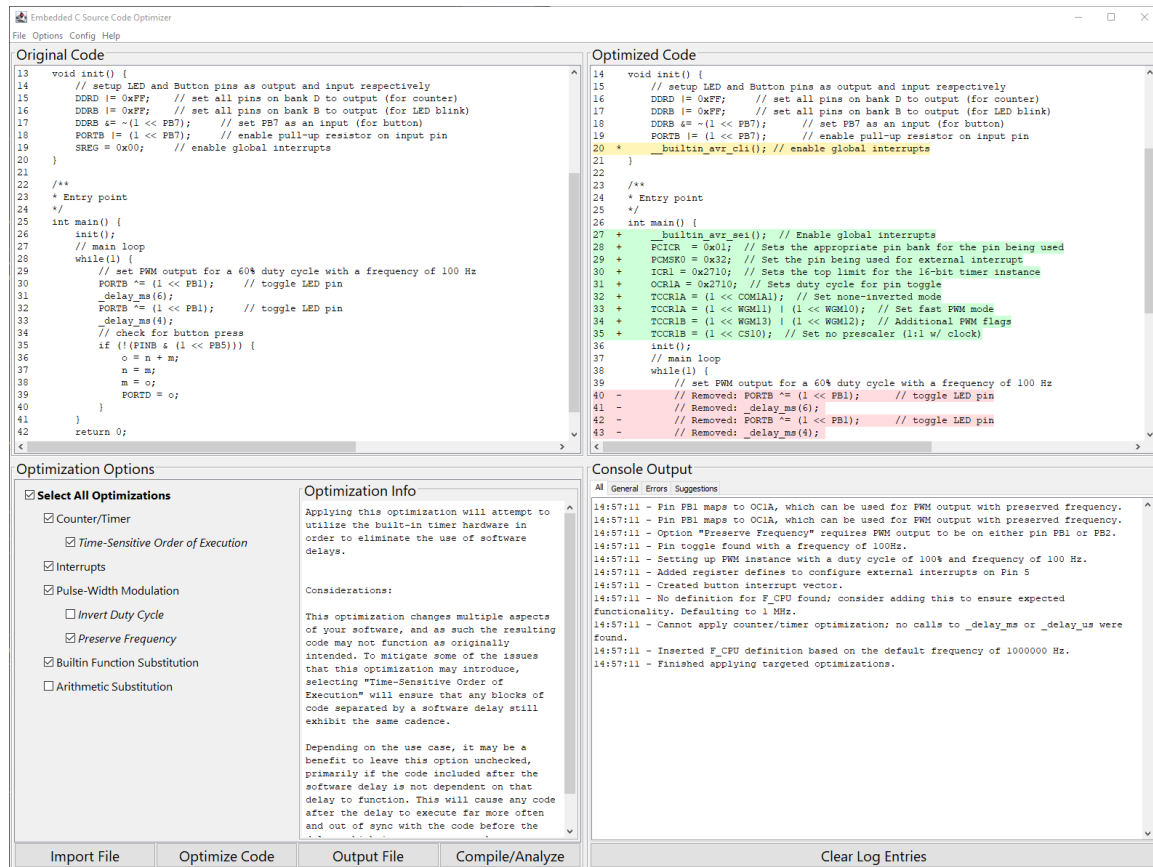 Embedded C Source Code Optimizer
File Options Config Help
Original Code
13 void init() {
14 // setup LED and Button pins as output and input respectively
15 DDRD |= 0xFF; // set all pins on bank D to output (for counter)
16 DDRB |= 0xFF; // set all pins on bank B to output (for LED blink)
17 DDRB &= ~(1 << PB7); // set PB7 as an input (for button)
18 PORTB |= (1 << PB7); // enable pull-up resistor on input pin
19 SREG = 0x00; // enable global interrupts
20 }
21
22 /**
23 * Entry point
24 */
25 int main() {
26 init();
27 // main loop
28 while(1) {
29 // set PWM output for a 60% duty cycle with a frequency of 100 Hz
30 PORTB ^= (1 << PB1); // toggle LED pin
31 _delay_ms(6);
32 PORTB ^= (1 << PB1); // toggle LED pin
33 _delay_ms(4);
34 // check for button press
35 if (!(PINB & (1 << PB5))) {
36 o = n + m;
37 n = m;
38 m = o;
39 PORTD = o;
40 }
41 }
42 return 0;
Optimized Code
14 void init() {
15 // setup LED and Button pins as output and input respectively
16 DDRD |= 0xFF; // set all pins on bank D to output (for counter)
17 DDRB |= 0xFF; // set all pins on bank B to output (for LED blink)
18 DDRB &= ~(1 << PB7); // set PB7 as an input (for button)
19 PORTB |= (1 << PB7); // enable pull-up resistor on input pin
20 * __builtin_avr_cli(); // enable global interrupts
21 }
22
23 /**
24 * Entry point
25 */
26 int main() {
27 + __builtin_avr_sei(); // Enable global interrupts
28 + PCICR = 0x01; // Sets the appropriate pin bank for the pin being used
29 + PCMSK0 = 0x32; // Set the pin being used for external interrupt
30 + ICR1 = 0x2710; // Sets the top limit for the 16-bit timer instance
31 + OCR1A = 0x2710; // Sets duty cycle for pin toggle
32 + TCCR1A = (1 << COM1A1); // Set none-inverted mode
33 + TCCR1A = (1 << WGM11) | (1 << WGM10); // Set fast PWM mode
34 + TCCR1B = (1 << WGM13) | (1 << WGM12); // Additional PWM flags
35 + TCCR1B = (1 << CS10); // Set no prescaler (1:1 w/ clock)
36 init();
37 // main loop
38 while(1) {
39 // set PWM output for a 60% duty cycle with a frequency of 100 Hz
40 - // Removed: PORTB ^= (1 << PB1); // toggle LED pin
41 - // Removed: _delay_ms(6);
42 - // Removed: PORTB ^= (1 << PB1); // toggle LED pin
43 - // Removed: _delay_ms(4);
Optimization Options
Select All Optimizations
Counter/Timer
Time-Sensitive Order of Execution
Interrupts
Pulse-Width Modulation
Invert Duty Cycle
Preserve Frequency
Builtin Function Substitution
Arithmetic Substitution
Optimization Info
Applying this optimization will attempt to
utilize the built-in timer hardware in
order to eliminate the use of software
delays.
Considerations:
This optimization changes multiple aspects
of your software, and as such the resulting
code may not function as originally
intended. To mitigate some of the issues
that this optimization may introduce,
selecting "Time-Sensitive Order of
Execution" will ensure that any blocks of
code separated by a software delay still
exhibit the same cadence.
Depending on the use case, it may be a
benefit to leave this option unchecked,
primarily if the code included after the
software delay is not dependent on that
delay to function. This will cause any code
after the delay to execute far more often
and out of sync with the code before the
Console Output
All General Errors Suggestions
14:57:11 - Pin PB1 maps to OC1A, which can be used for PWM output with preserved frequency.
14:57:11 - Pin PB1 maps to OC1A, which can be used for PWM output with preserved frequency.
14:57:11 - Option "Preserve Frequency" requires PWM output to be on either pin PB1 or PB2.
14:57:11 - Pin toggle found with a frequency of 100Hz.
14:57:11 - Setting up PWM instance with a duty cycle of 100% and frequency of 100 Hz.
14:57:11 - Added register defines to configure external interrupts on Pin 5
14:57:11 - Created button interrupt vector.
14:57:11 - No definition for F_CPU found; consider adding this to ensure expected
functionality. Defaulting to 1 MHz.
14:57:11 - Cannot apply counter/timer optimization; no calls to _delay_ms or _delay_us were
found.
14:57:11 - Inserted F_CPU definition based on the default frequency of 1000000 Hz.
14:57:11 - Finished applying targeted optimizations.
Import File
Optimize Code
Output File
Compile/Analyze
Clear Log Entries